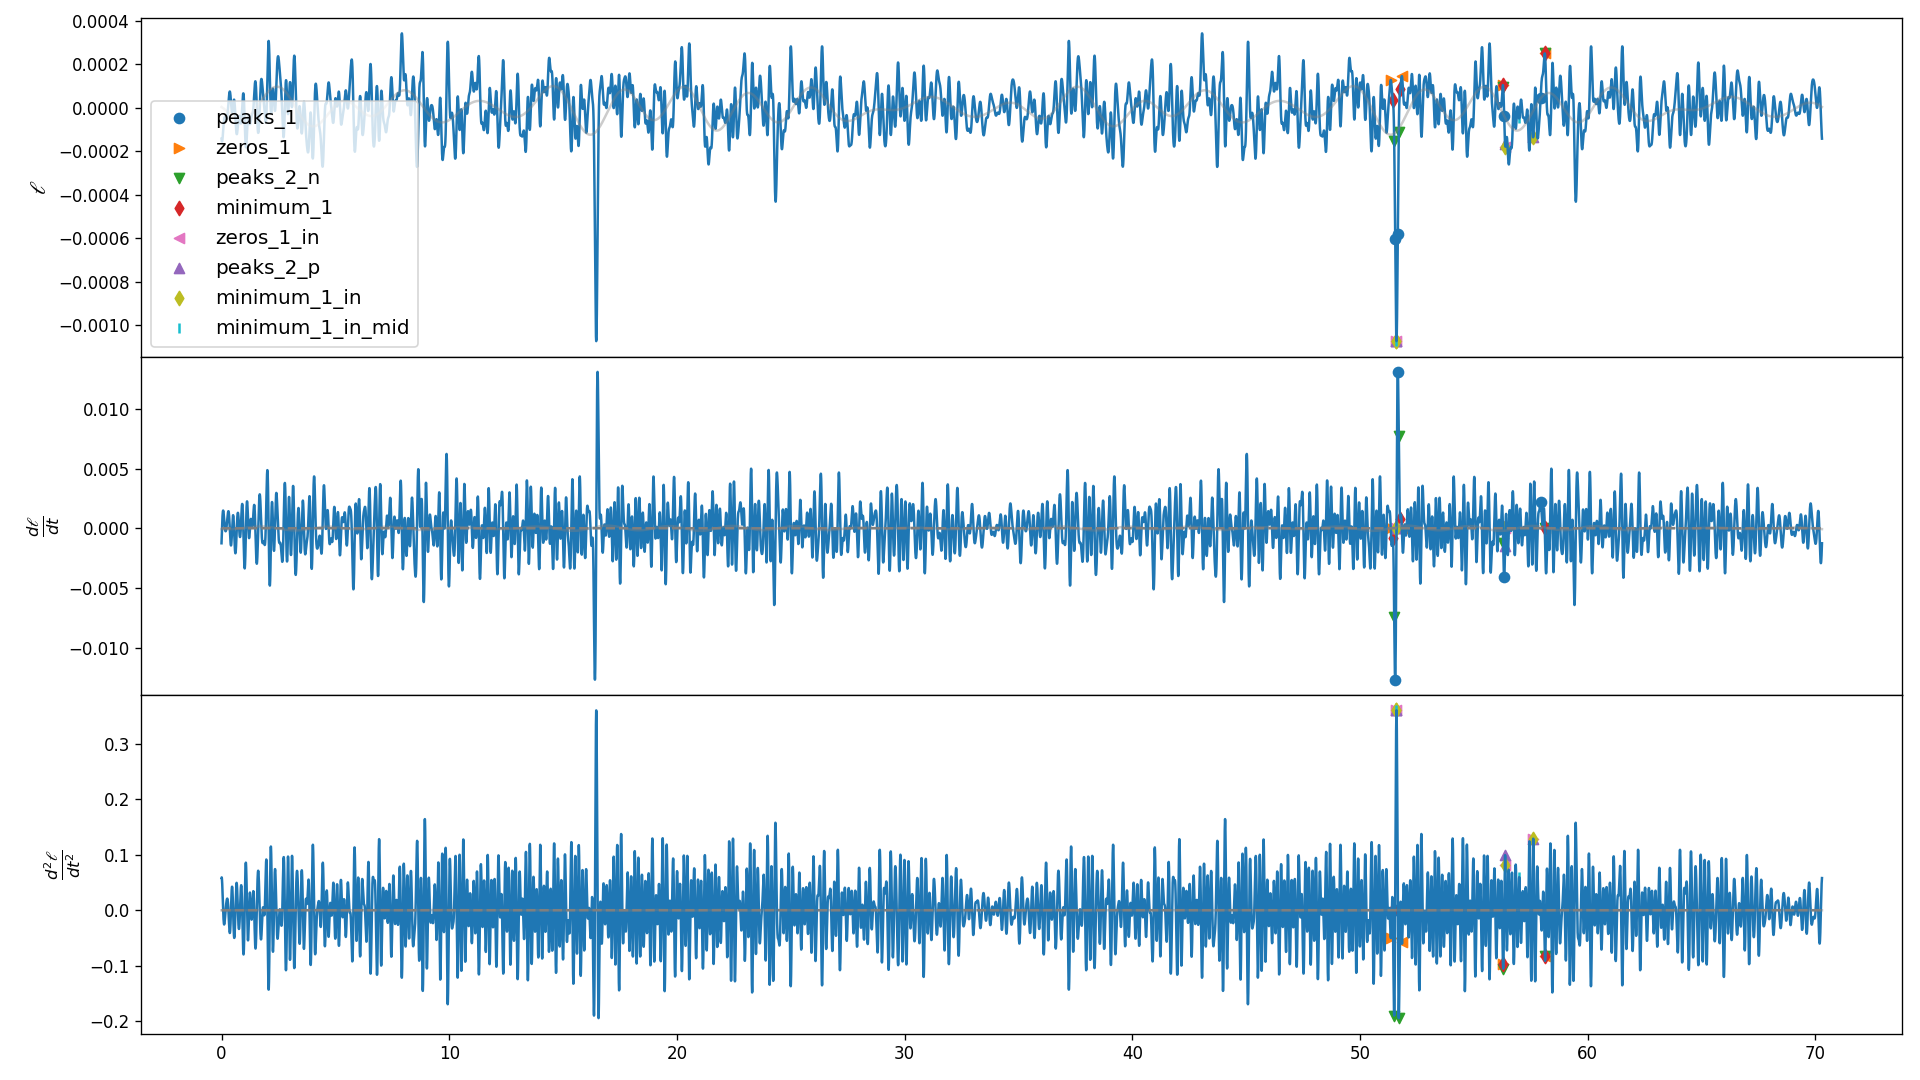 0.0004
0.0002
0.0000
−0.0002
−0.0004
−0.0006
−0.0008
−0.0010
ℓ
peaks_1
zeros_1
peaks_2_n
minimum_1
zeros_1_in
peaks_2_p
minimum_1_in
minimum_1_in_mid
0.010
0.005
0.000
−0.005
−0.010
dℓ
dt
0.3
0.2
0.1
0.0
−0.1
−0.2
d²ℓ
dt²
0 10 20 30 40 50 60 70